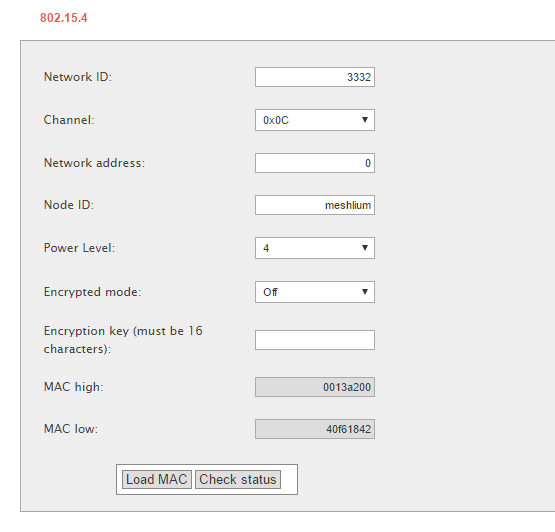 802.15.4
Network ID: 3332
Channel: 0x0C
Network address: 0
Node ID: meshlium
Power Level: 4
Encrypted mode: Off
Encryption key (must be 16
characters):
MAC high: 0013a200
MAC low: 40f61842
Load MAC Check status